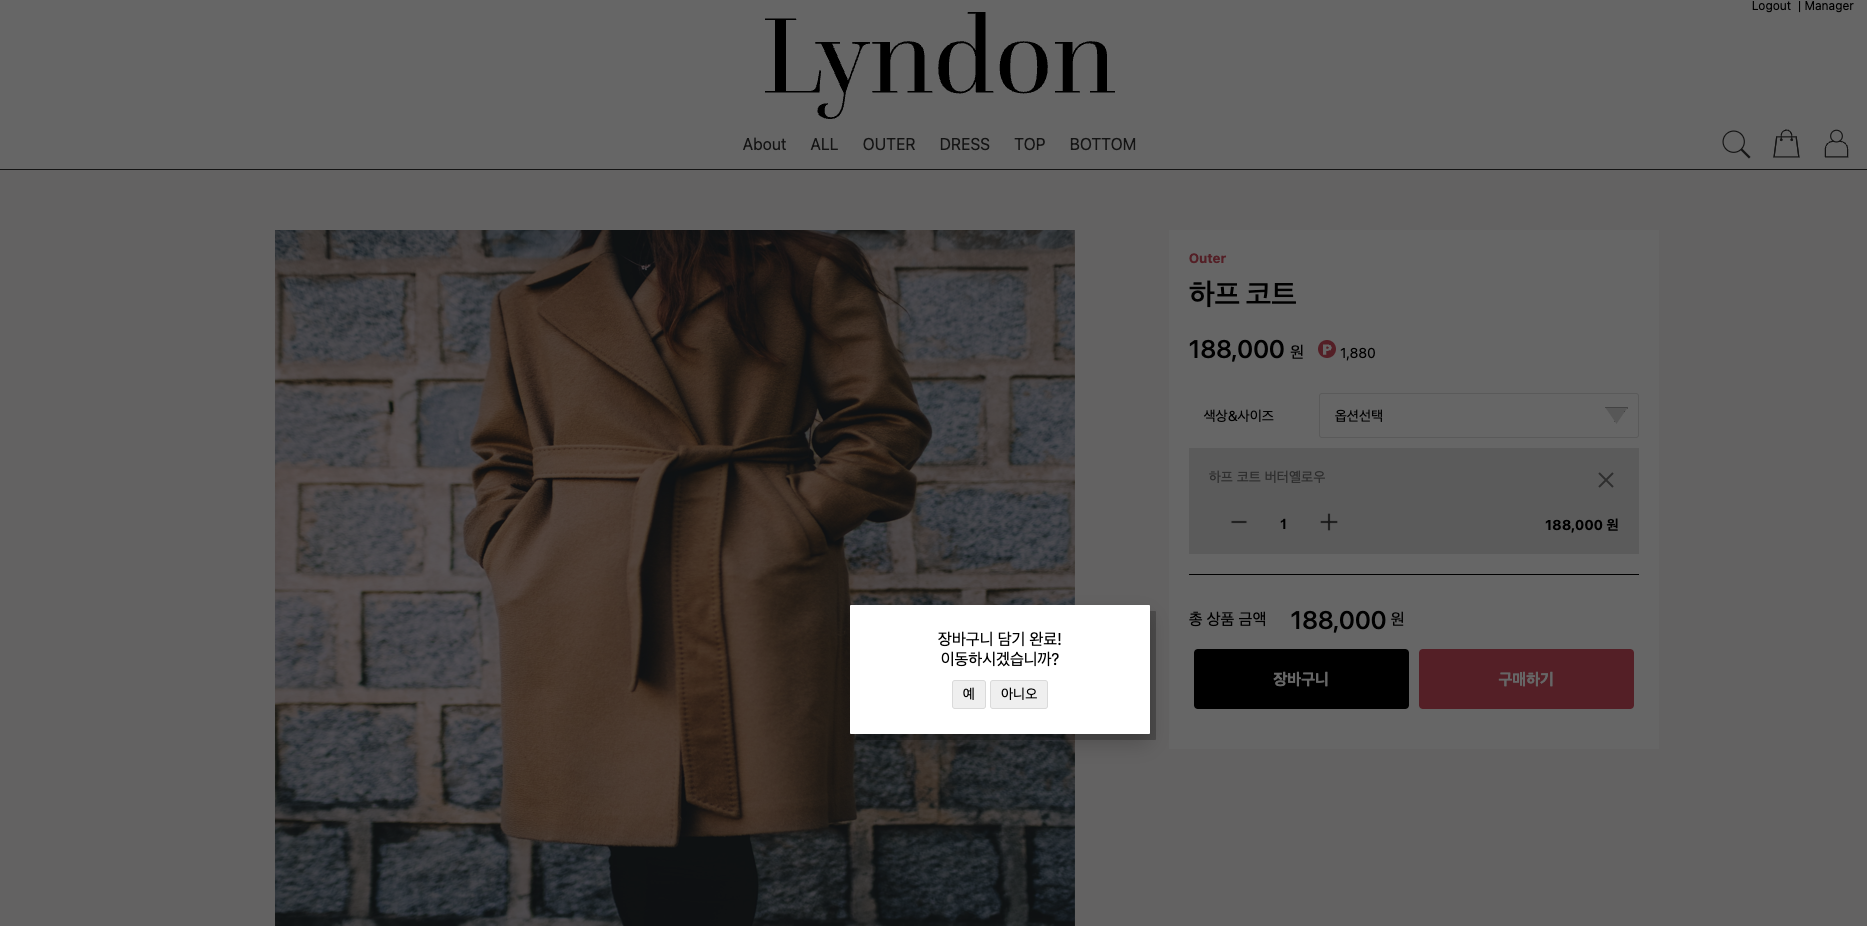 Logout | Manager
Lyndon
About ALL OUTER DRESS TOP BOTTOM
Outer
하프 코트
188,000 원 P 1,880
색상&사이즈 옵션선택
하프 코트 버터옐로우
1 188,000 원
총 상품 금액 188,000 원
장바구니 구매하기
장바구니 담기 완료!
이동하시겠습니까?
예 아니오